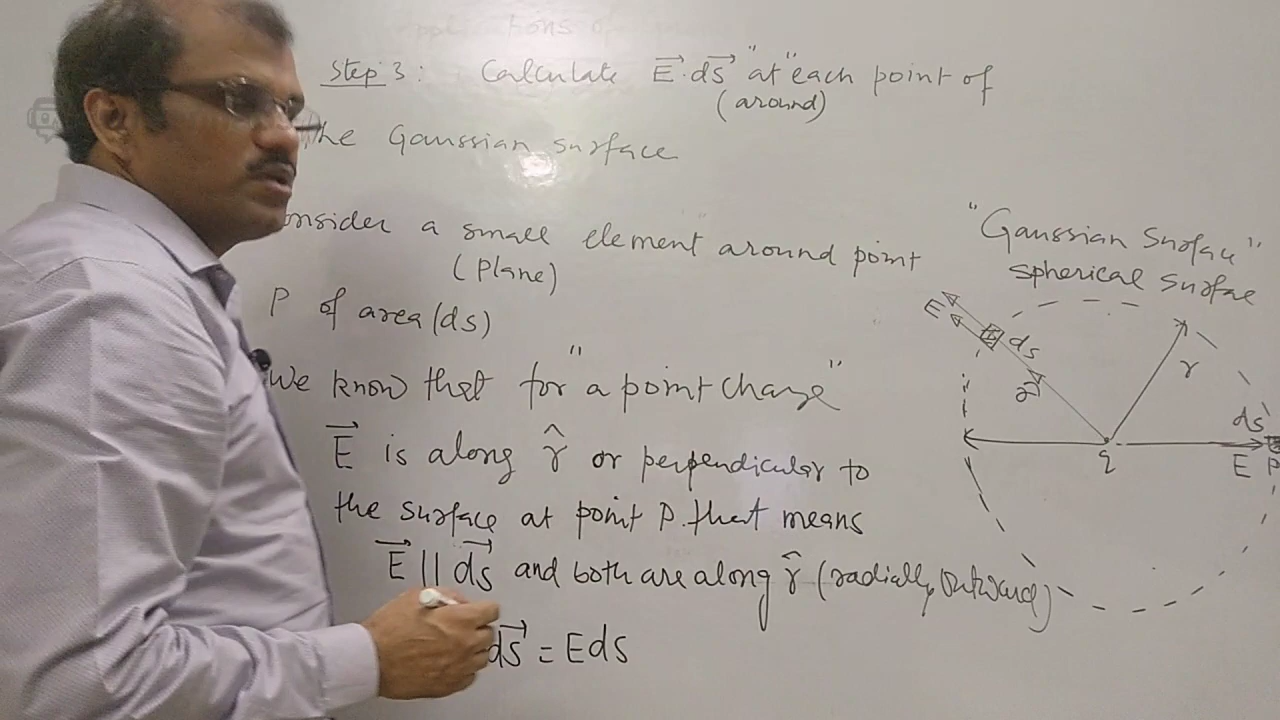 Step 3: Calculate E⃗·ds⃗ "at" each point of
(around)
he Gaussian surface
onsider a small element around point
(plane)
P of area (ds)
We know that for "a point charge"
E⃗ is along r̂ or perpendicular to
the surface at point P. that means
E⃗ || ds⃗ and both are along r̂ (radially outward)
ds⃗ = E ds
"Gaussian Surface"
spherical surface
E
ds
r
ds
q
E P